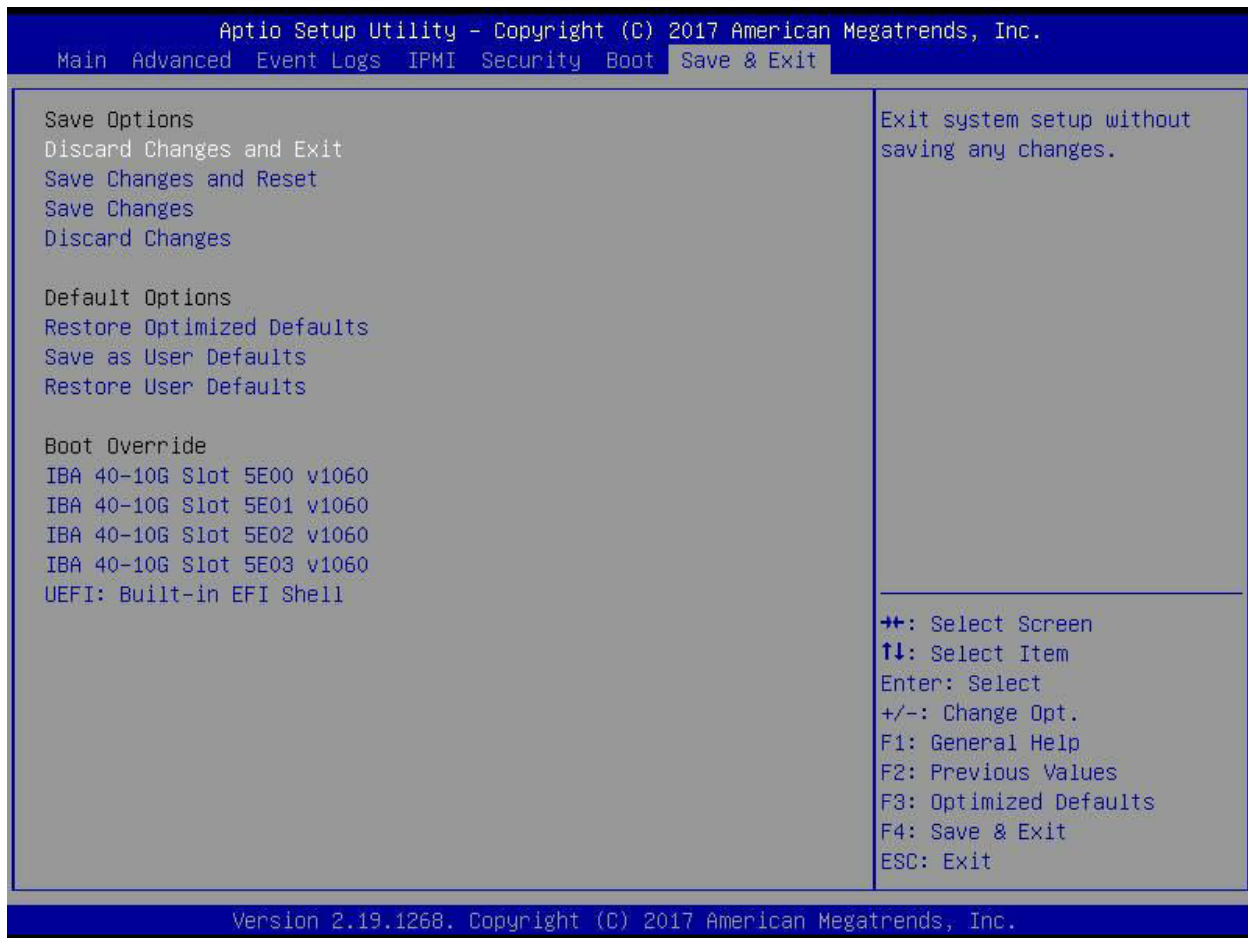 Aptio Setup Utility – Copyright (C) 2017 American Megatrends, Inc.
Main Advanced Event Logs IPMI Security Boot Save & Exit
Save Options
Discard Changes and Exit
Save Changes and Reset
Save Changes
Discard Changes
Default Options
Restore Optimized Defaults
Save as User Defaults
Restore User Defaults
Boot Override
IBA 40-10G Slot 5E00 v1060
IBA 40-10G Slot 5E01 v1060
IBA 40-10G Slot 5E02 v1060
IBA 40-10G Slot 5E03 v1060
UEFI: Built-in EFI Shell
Exit system setup without
saving any changes.
→←: Select Screen
↑↓: Select Item
Enter: Select
+/-: Change Opt.
F1: General Help
F2: Previous Values
F3: Optimized Defaults
F4: Save & Exit
ESC: Exit
Version 2.19.1268. Copyright (C) 2017 American Megatrends, Inc.